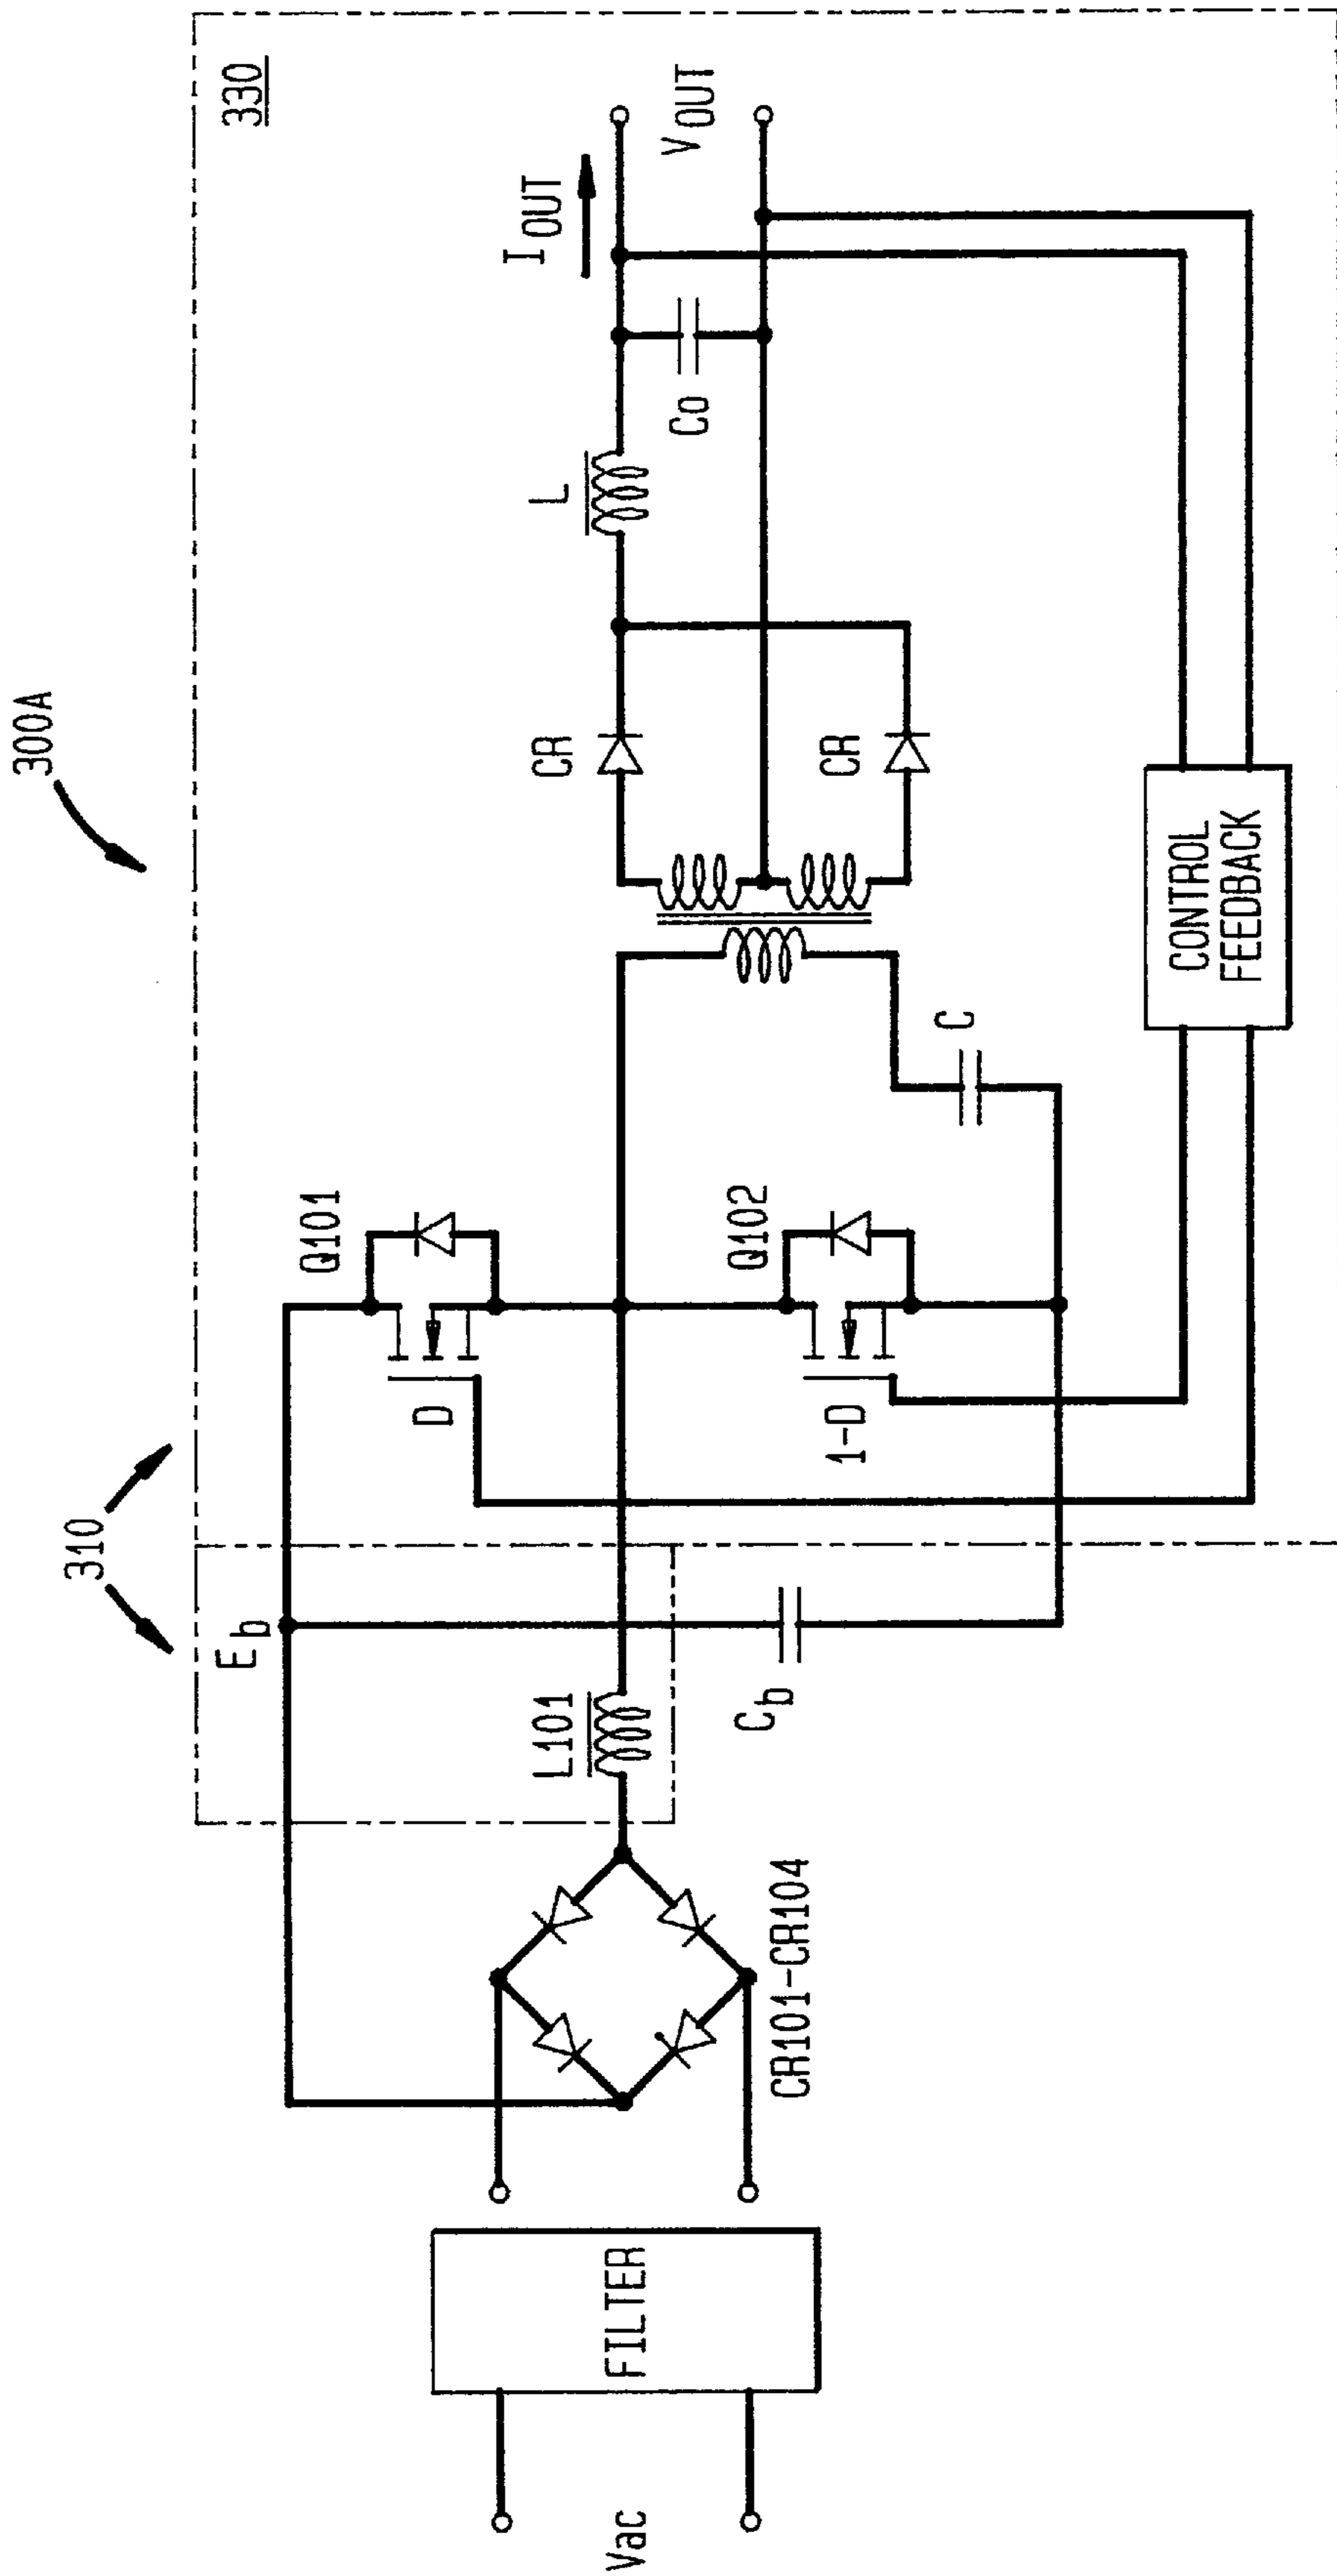 300A
310
330
Vac
FILTER
CR101-CR104
L101
E_b
C_b
Q101
D
Q102
1-D
C
CR
CR
L
Co
I_OUT
V_OUT
CONTROL
FEEDBACK